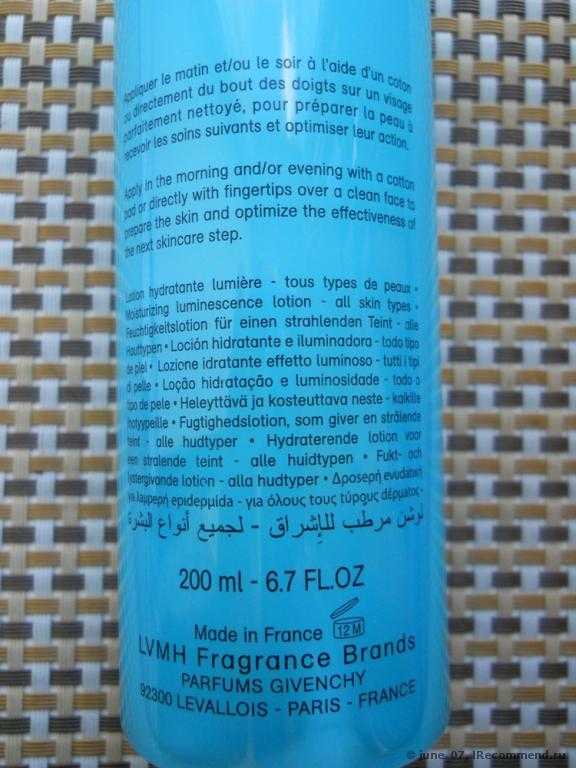 Appliquer le matin et/ou le soir à l'aide d'un coton
ou directement du bout des doigts sur un visage
parfaitement nettoyé, pour préparer la peau à
recevoir les soins suivants et optimiser leur action.
Apply in the morning and/or evening with a cotton
pad or directly with fingertips over a clean face to
prepare the skin and optimize the effectiveness of
the next skincare step.
Lotion hydratante lumière - tous types de peaux •
Moisturizing luminescence lotion - all skin types •
Feuchtigkeitslotion für einen strahlenden Teint - alle
Hauttypen • Loción hidratante e iluminadora - todo tipo
de piel • Lozione idratante effetto luminoso - tutti i tipi
di pelle • Loção hidratação e luminosidade - todo o
tipo de pele • Heleyttävä ja kosteuttava neste - kaikille
ihotyypeille • Fugtighedslotion, som giver en strålende
teint - alle hudtyper • Hydraterende lotion voor
een stralende teint - alle huidtypen • Fukt- och
lystergivande lotion - alla hudtyper • Δροσερή ενυδάτωση
για λαμπερή επιδερμίδα - για όλους τους τύπους δέρματος •
لوشن مرطب للإشراق - لجميع أنواع البشرة
200 ml - 6.7 FL.OZ
Made in France 12 M
LVMH Fragrance Brands
PARFUMS GIVENCHY
92300 LEVALLOIS - PARIS - FRANCE
© june_07, IRecommend.ru